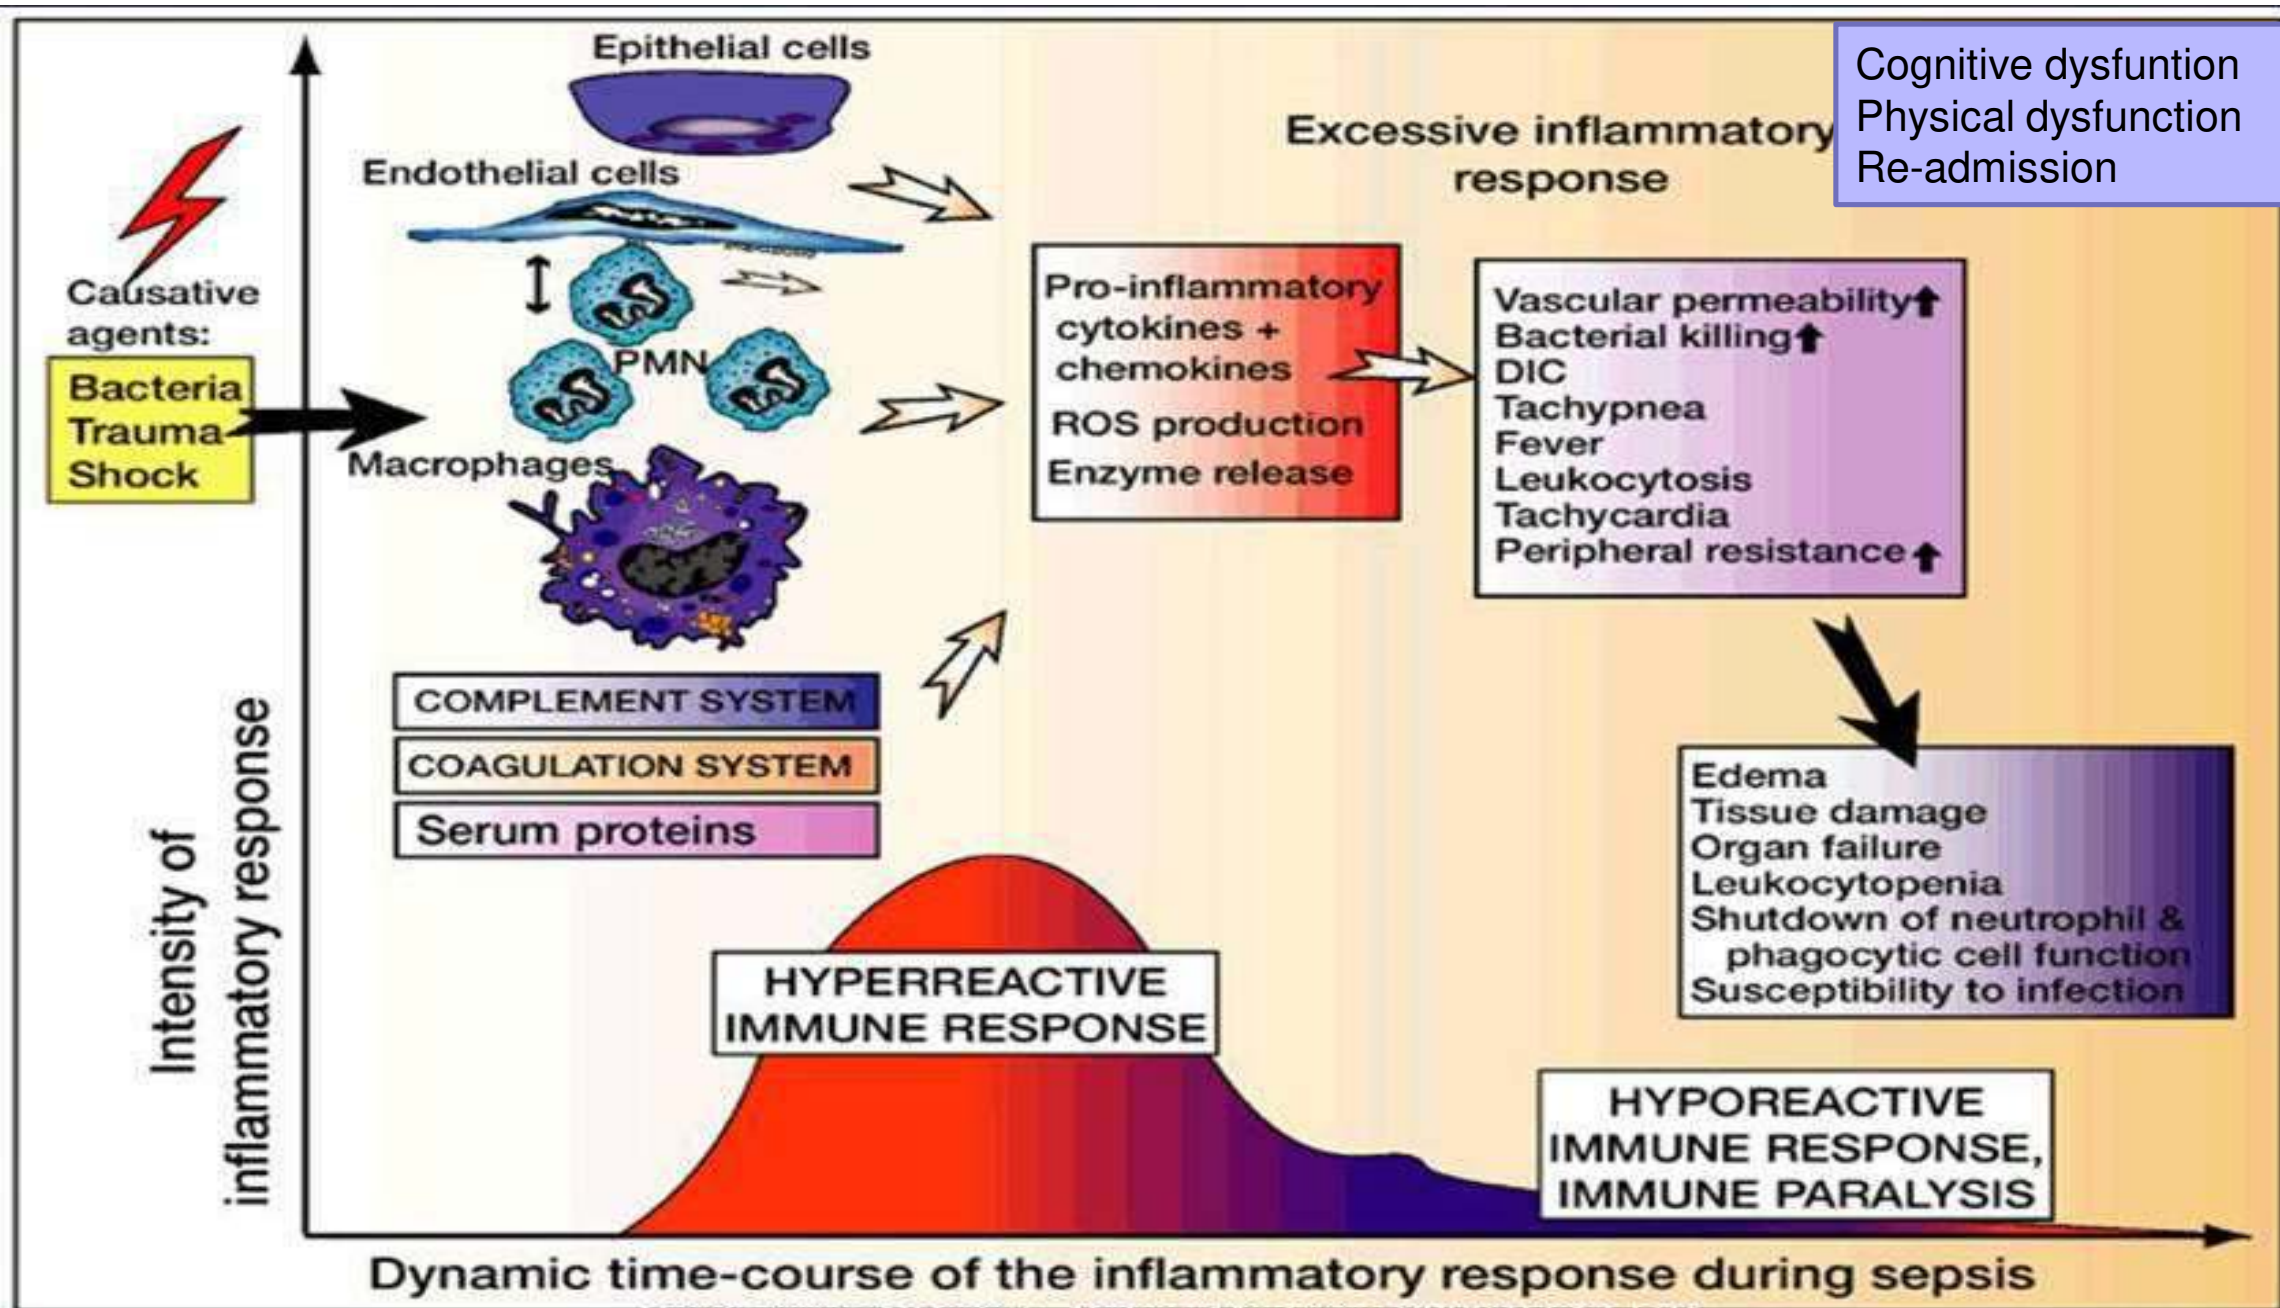 Epithelial cells
Endothelial cells
PMN
Macrophages
Causative
agents:
Bacteria
Trauma
Shock
COMPLEMENT SYSTEM
COAGULATION SYSTEM
Serum proteins
Excessive inflammatory
response
Cognitive dysfuntion
Physical dysfunction
Re-admission
Pro-inflammatory
cytokines +
chemokines
ROS production
Enzyme release
Vascular permeability⬆
Bacterial killing⬆
DIC
Tachypnea
Fever
Leukocytosis
Tachycardia
Peripheral resistance⬆
Edema
Tissue damage
Organ failure
Leukocytopenia
Shutdown of neutrophil &
phagocytic cell function
Susceptibility to infection
Intensity of
inflammatory response
HYPERREACTIVE
IMMUNE RESPONSE
HYPOREACTIVE
IMMUNE RESPONSE,
IMMUNE PARALYSIS
Dynamic time-course of the inflammatory response during sepsis